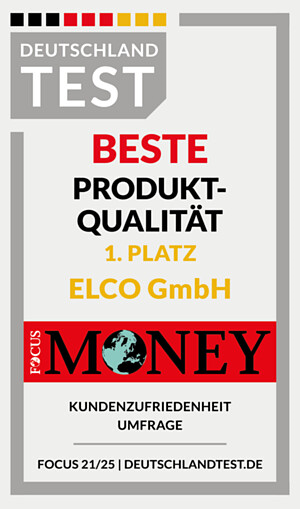 DEUTSCHLAND
TEST
BESTE
PRODUKT-
QUALITÄT
1. PLATZ
ELCO GmbH
FOCUS MONEY
KUNDENZUFRIEDENHEIT
UMFRAGE
FOCUS 21/25 | DEUTSCHLANDTEST.DE